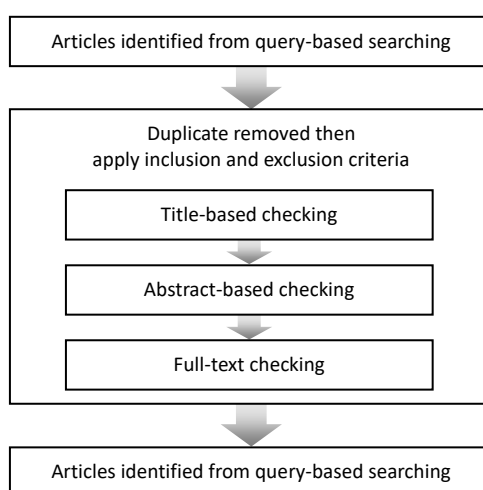 Articles identified from query-based searching
Duplicate removed then
apply inclusion and exclusion criteria
Title-based checking
Abstract-based checking
Full-text checking
Articles identified from query-based searching